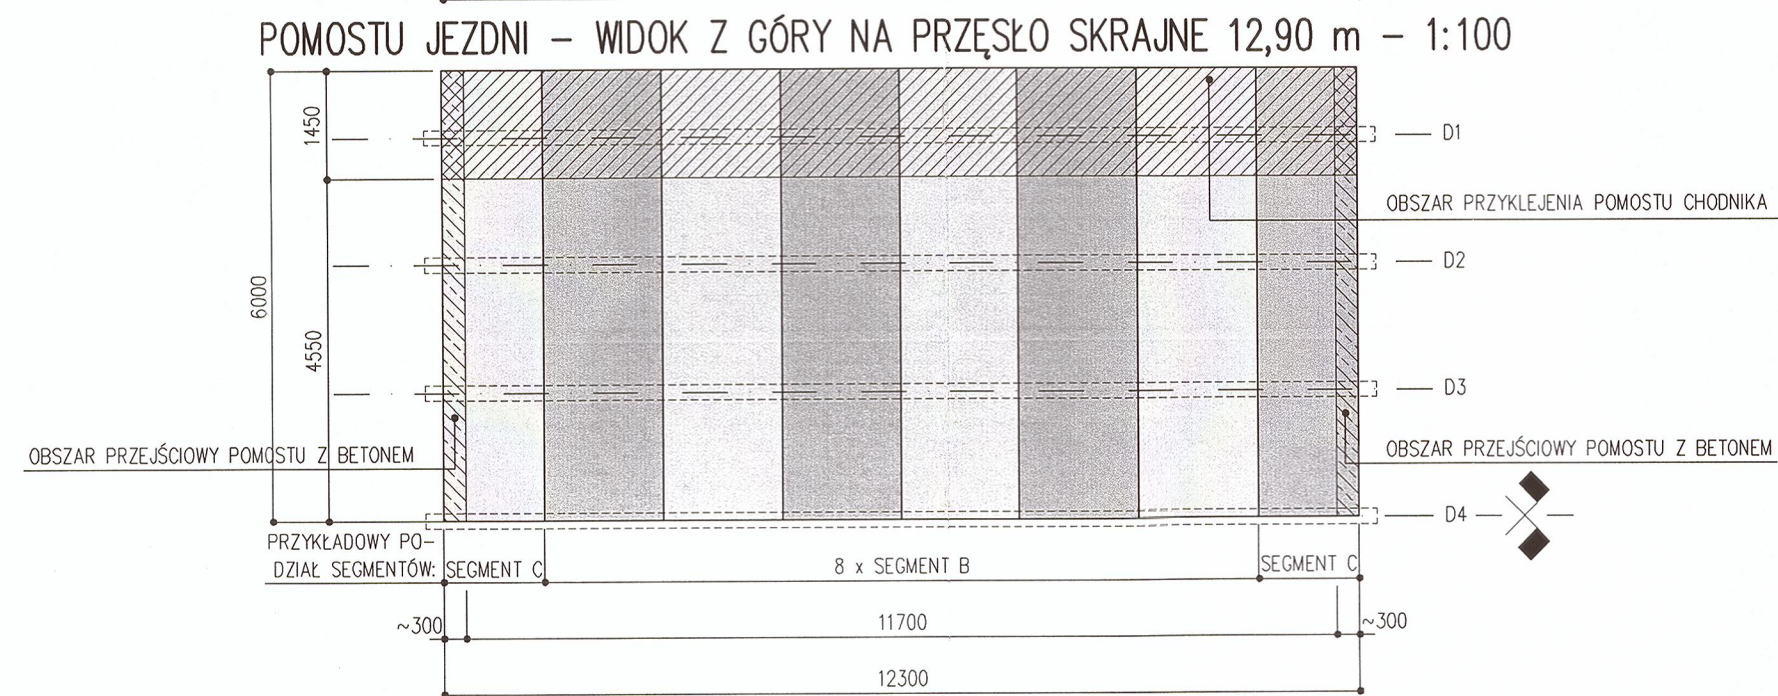 POMOSTU JEZDNI – WIDOK Z GÓRY NA PRZĘSŁO SKRAJNE 12,90 m – 1:100
1450
D1
OBSZAR PRZYKLEJENIA POMOSTU CHODNIKA
D2
6000
4550
D3
OBSZAR PRZEJŚCIOWY POMOSTU Z BETONEM
OBSZAR PRZEJŚCIOWY POMOSTU Z BETONEM
D4
PRZYKŁADOWY PO–
DZIAŁ SEGMENTÓW:
SEGMENT C
8 x SEGMENT B
SEGMENT C
~300
11700
~300
12300